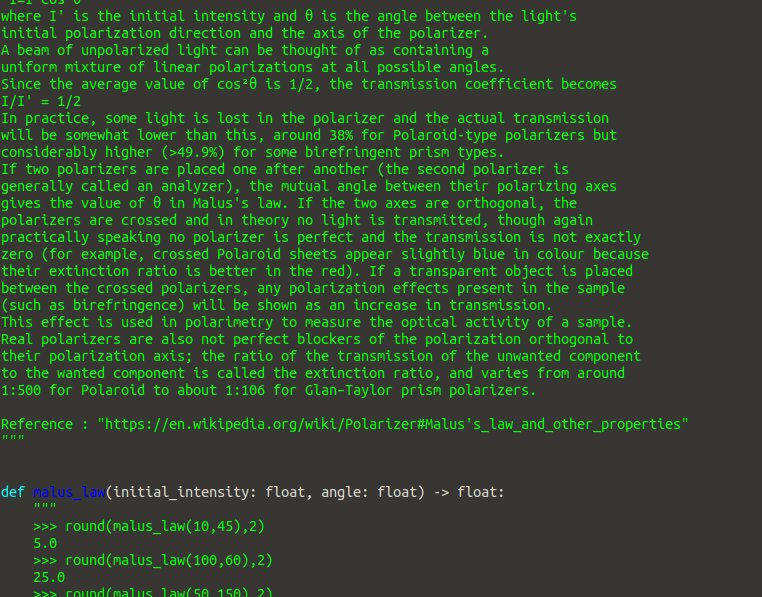 I=I'cos²θ
where I' is the initial intensity and θ is the angle between the light's
initial polarization direction and the axis of the polarizer.
A beam of unpolarized light can be thought of as containing a
uniform mixture of linear polarizations at all possible angles.
Since the average value of cos²θ is 1/2, the transmission coefficient becomes
I/I' = 1/2
In practice, some light is lost in the polarizer and the actual transmission
will be somewhat lower than this, around 38% for Polaroid-type polarizers but
considerably higher (>49.9%) for some birefringent prism types.
If two polarizers are placed one after another (the second polarizer is
generally called an analyzer), the mutual angle between their polarizing axes
gives the value of θ in Malus's law. If the two axes are orthogonal, the
polarizers are crossed and in theory no light is transmitted, though again
practically speaking no polarizer is perfect and the transmission is not exactly
zero (for example, crossed Polaroid sheets appear slightly blue in colour because
their extinction ratio is better in the red). If a transparent object is placed
between the crossed polarizers, any polarization effects present in the sample
(such as birefringence) will be shown as an increase in transmission.
This effect is used in polarimetry to measure the optical activity of a sample.
Real polarizers are also not perfect blockers of the polarization orthogonal to
their polarization axis; the ratio of the transmission of the unwanted component
to the wanted component is called the extinction ratio, and varies from around
1:500 for Polaroid to about 1:106 for Glan–Taylor prism polarizers.

Reference : "https://en.wikipedia.org/wiki/Polarizer#Malus's_law_and_other_properties"
"""

def malus_law(initial_intensity: float, angle: float) -> float:
    """
    >>> round(malus_law(10,45),2)
    5.0
    >>> round(malus_law(100,60),2)
    25.0
    >>> round(malus_law(50,150),2)